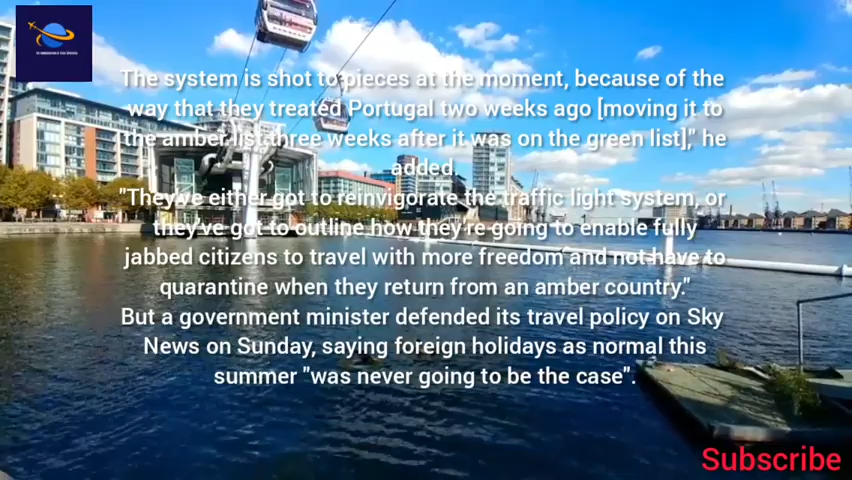 The system is shot to pieces at the moment, because of the
way that they treated Portugal two weeks ago [moving it to
the amber list three weeks after it was on the green list]," he
added.
"They've either got to reinvigorate the traffic light system, or
they've got to outline how they're going to enable fully
jabbed citizens to travel with more freedom and not have to
quarantine when they return from an amber country."
But a government minister defended its travel policy on Sky
News on Sunday, saying foreign holidays as normal this
summer "was never going to be the case".
Subscribe